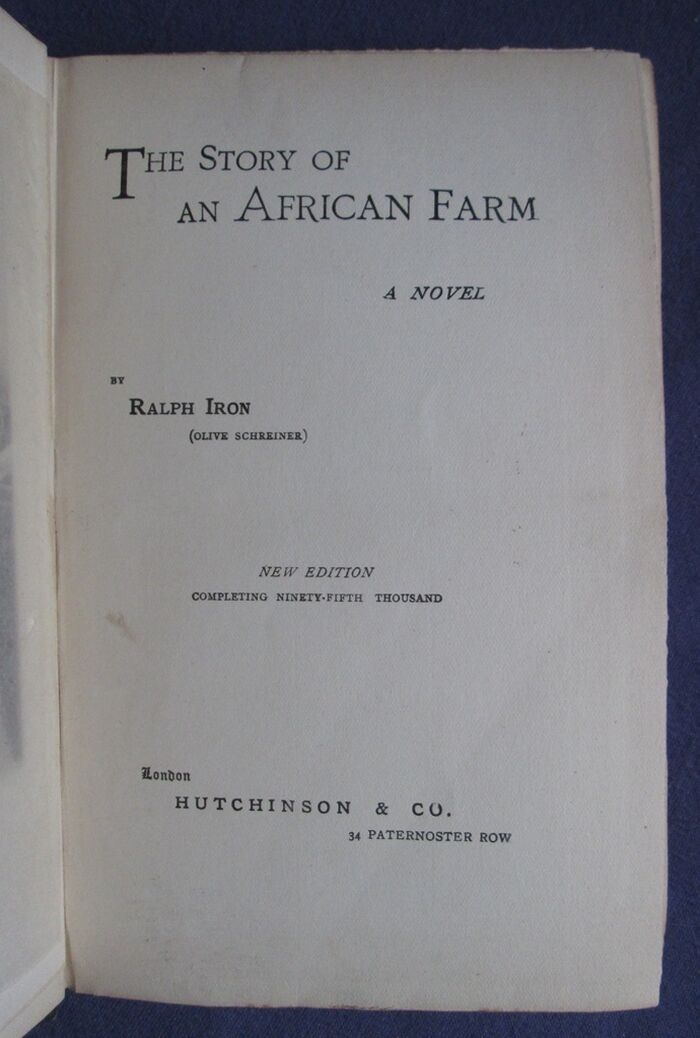 THE STORY OF
AN AFRICAN FARM
A NOVEL
BY
RALPH IRON
(OLIVE SCHREINER)
NEW EDITION
COMPLETING NINETY-FIFTH THOUSAND
London
HUTCHINSON & CO.
34 PATERNOSTER ROW